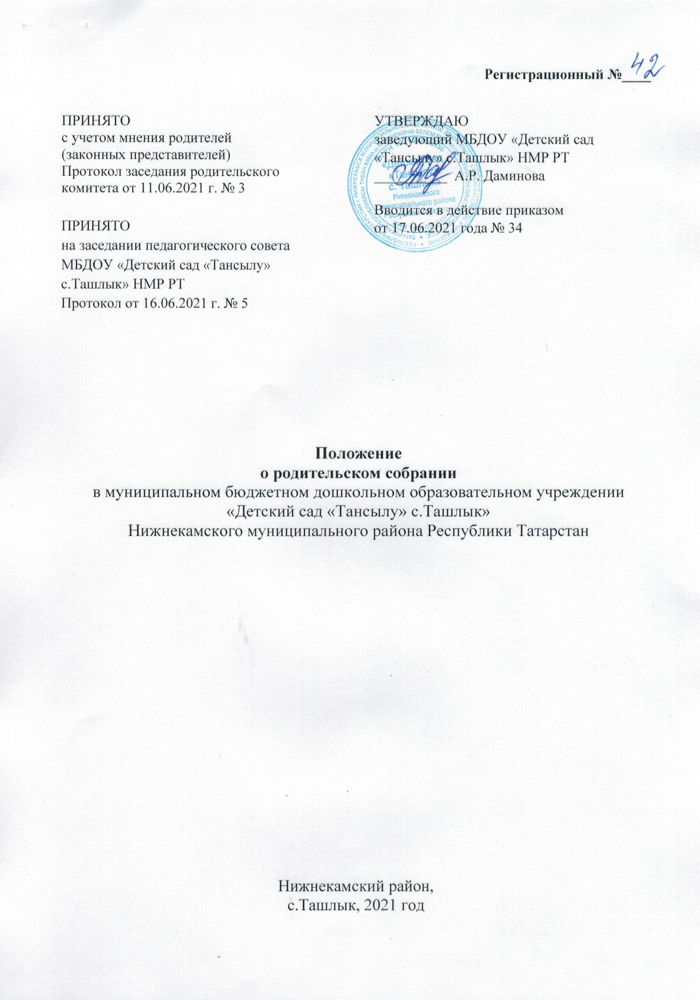 Регистрационный № 42
ПРИНЯТО
с учетом мнения родителей
(законных представителей)
Протокол заседания родительского
комитета от 11.06.2021 г. № 3
ПРИНЯТО
на заседании педагогического совета
МБДОУ «Детский сад «Тансылу»
с.Ташлык» НМР РТ
Протокол от 16.06.2021 г. № 5
УТВЕРЖДАЮ
заведующий МБДОУ «Детский сад
«Тансылу» с.Ташлык» НМР РТ
__________ А.Р. Даминова
Вводится в действие приказом
от 17.06.2021 года № 34
«Детский сад
«Тансылу»
с. Ташлык»
Нижнекамского
муниципального района
Положение
о родительском собрании
в муниципальном бюджетном дошкольном образовательном учреждении
«Детский сад «Тансылу» с.Ташлык»
Нижнекамского муниципального района Республики Татарстан
Нижнекамский район,
с.Ташлык, 2021 год